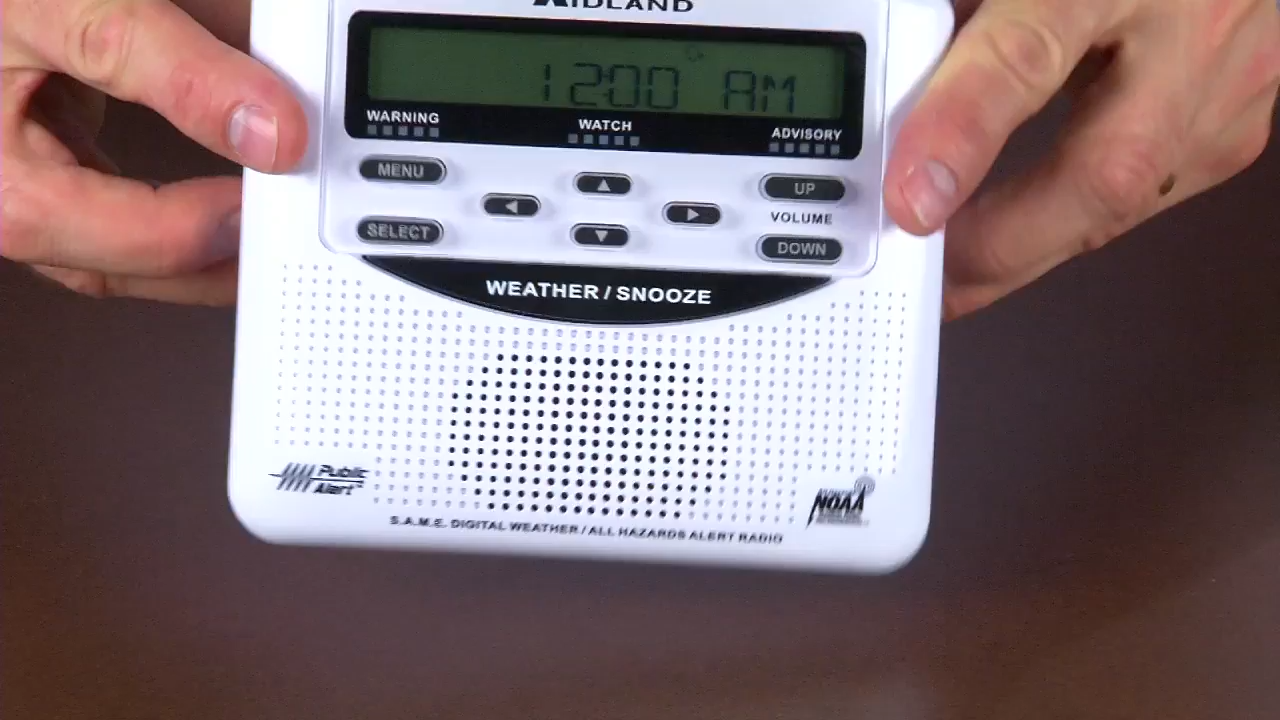 MIDLAND
12:00 AM
WARNING
WATCH
ADVISORY
MENU
UP
VOLUME
SELECT
DOWN
WEATHER / SNOOZE
Public
Alert
NOAA
S.A.M.E. DIGITAL WEATHER / ALL HAZARDS ALERT RADIO